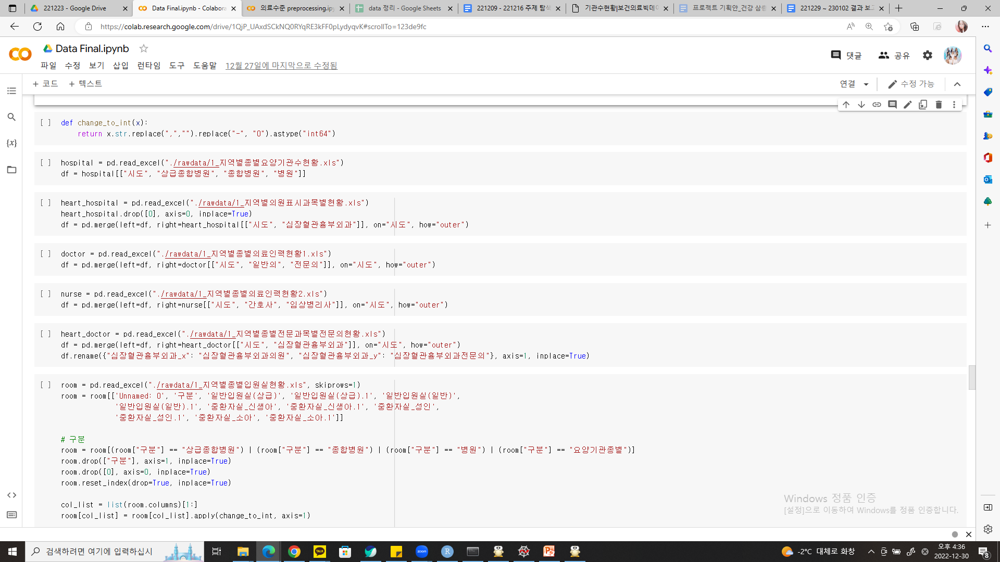 221223 - Google Drive
Data Final.ipynb - Colabora
의료수준 preprocessing.ipy
data 정리 - Google Sheets
221209 - 221216 주제 탐색
기관수현황|보건의료빅데이
프로젝트 기획안_건강 삼총
221229 ~ 230102 결과 보고
https://colab.research.google.com/drive/1QjP_UAxdSCkNQ0RYqRE3kFF0pLydyqvK#scrollTo=123de9fc
Data Final.ipynb
댓글
공유
파일 수정 보기 삽입 런타임 도구 도움말 12월 27일에 마지막으로 수정됨
+ 코드 + 텍스트
연결
수정 가능
[ ] def change_to_int(x):
return x.str.replace(",","").replace("-", "0").astype("int64")
[ ] hospital = pd.read_excel("./rawdata/1_지역별종별요양기관수현황.xls")
df = hospital[["시도", "상급종합병원", "종합병원", "병원"]]
[ ] heart_hospital = pd.read_excel("./rawdata/1_지역별의원표시과목별현황.xls")
heart_hospital.drop([0], axis=0, inplace=True)
df = pd.merge(left=df, right=heart_hospital[["시도", "심장혈관흉부외과"]], on="시도", how="outer")
[ ] doctor = pd.read_excel("./rawdata/1_지역별종별의료인력현황1.xls")
df = pd.merge(left=df, right=doctor[["시도", "일반의", "전문의"]], on="시도", how="outer")
[ ] nurse = pd.read_excel("./rawdata/1_지역별종별의료인력현황2.xls")
df = pd.merge(left=df, right=nurse[["시도", "간호사", "임상병리사"]], on="시도", how="outer")
[ ] heart_doctor = pd.read_excel("./rawdata/1_지역별종별전문과목별전문의현황.xls")
df = pd.merge(left=df, right=heart_doctor[["시도", "심장혈관흉부외과"]], on="시도", how="outer")
df.rename({"심장혈관흉부외과_x": "심장혈관흉부외과의원", "심장혈관흉부외과_y": "심장혈관흉부외과전문의"}, axis=1, inplace=True)
[ ] room = pd.read_excel("./rawdata/1_지역별종별입원실현황.xls", skiprows=1)
room = room[['Unnamed: 0', '구분', '일반입원실(상급)', '일반입원실(상급).1', '일반입원실(일반)',
'일반입원실(일반).1', '중환자실_신생아', '중환자실_신생아.1', '중환자실_성인',
'중환자실_성인.1', '중환자실_소아', '중환자실_소아.1']]
# 구분
room = room[(room["구분"] == "상급종합병원") | (room["구분"] == "종합병원") | (room["구분"] == "병원") | (room["구분"] == "요양기관종별")]
room.drop(["구분"], axis=1, inplace=True)
room.drop([0], axis=0, inplace=True)
room.reset_index(drop=True, inplace=True)
col_list = list(room.columns)[1:]
room[col_list] = room[col_list].apply(change_to_int, axis=1)
Windows 정품 인증
[설정]으로 이동하여 Windows를 정품 인증합니다.
검색하려면 여기에 입력하십시
TALK
zoom
R
-2°C 대체로 화창
오후 4:36
2022-12-30
8